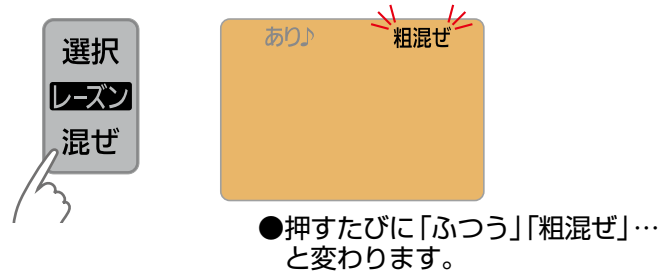 選択
レーズン
混ぜ
あり♪
粗混ぜ
●押すたびに「ふつう」「粗混ぜ」…
と変わります。